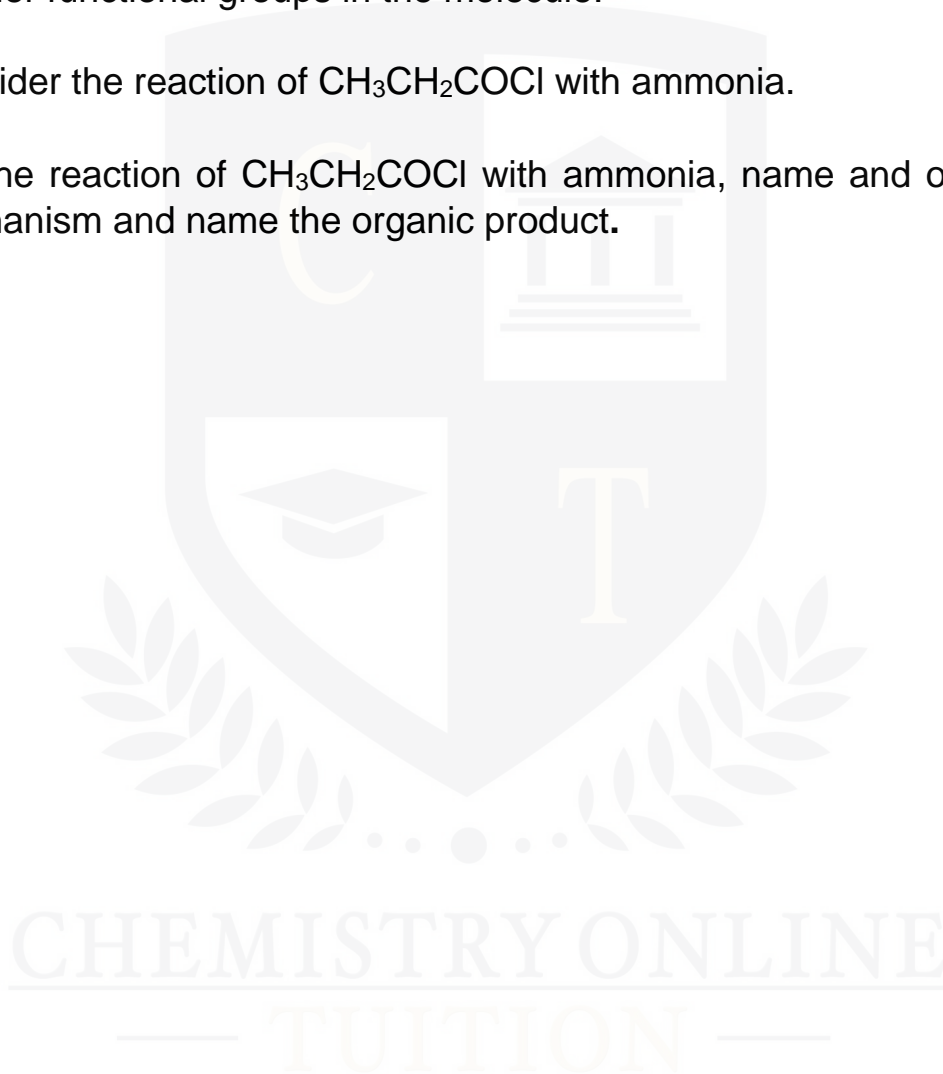 functional groups in the molecule.
ider the reaction of CH₃CH₂COCl with ammonia.
he reaction of CH₃CH₂COCl with ammonia, name and o
anism and name the organic product.
C
T
CHEMISTRY ONLINE
TUITION